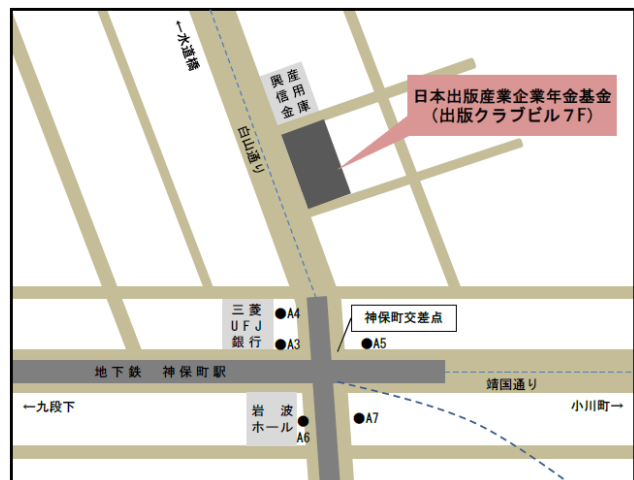 ←水道橋
興産
信用
金庫
日本出版産業企業年金基金
（出版クラブビル７F）
白山通り
三菱
UFJ
銀行
●A4
●A3
神保町交差点
●A5
地下鉄　神保町駅
靖国通り
←九段下
小川町→
岩波
ホール
●
A6
●A7